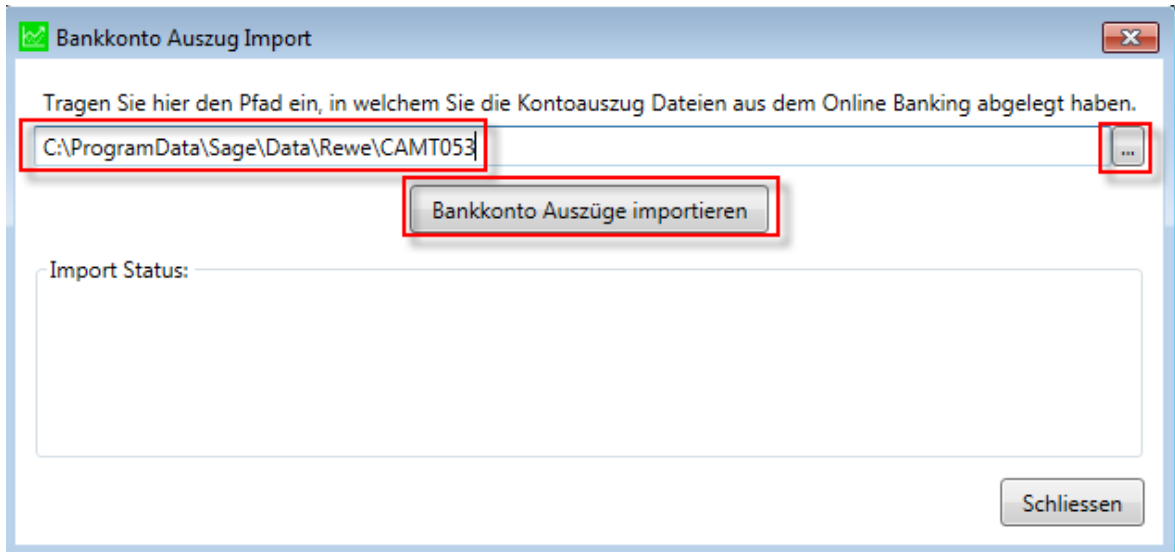 Bankkonto Auszug Import
Tragen Sie hier den Pfad ein, in welchem Sie die Kontoauszug Dateien aus dem Online Banking abgelegt haben.
C:\ProgramData\Sage\Data\Rewe\CAMT053
...
Bankkonto Auszüge importieren
Import Status:
Schliessen